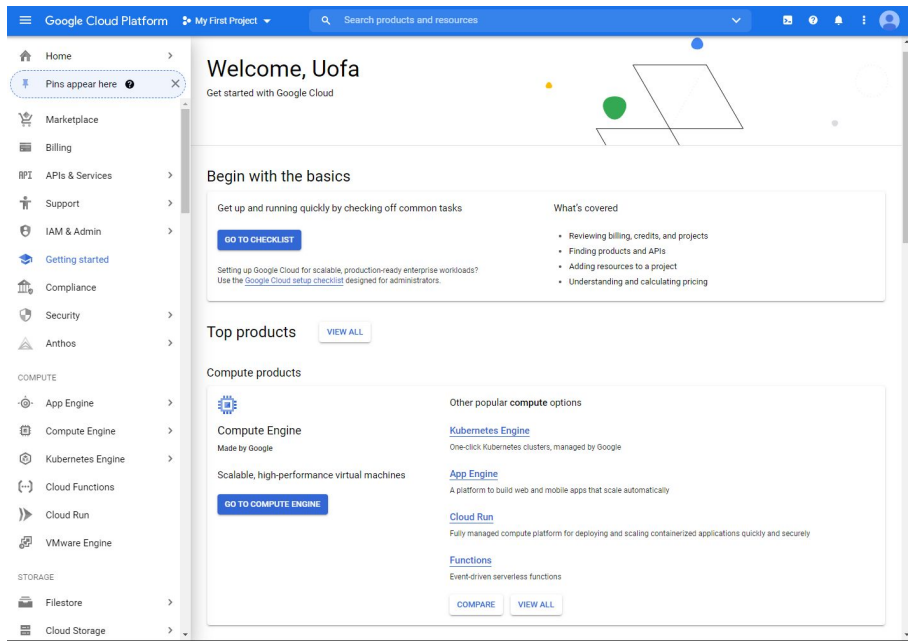 Google Cloud Platform
My First Project
Search products and resources
Home
Pins appear here
Marketplace
Billing
API APIs & Services
Support
IAM & Admin
Getting started
Compliance
Security
Anthos
COMPUTE
App Engine
Compute Engine
Kubernetes Engine
Cloud Functions
Cloud Run
VMware Engine
STORAGE
Filestore
Cloud Storage
Welcome, Uofa
Get started with Google Cloud
Begin with the basics
Get up and running quickly by checking off common tasks
GO TO CHECKLIST
Setting up Google Cloud for scalable, production-ready enterprise workloads?
Use the Google Cloud setup checklist designed for administrators.
What's covered
• Reviewing billing, credits, and projects
• Finding products and APIs
• Adding resources to a project
• Understanding and calculating pricing
Top products
VIEW ALL
Compute products
Compute Engine
Made by Google
Scalable, high-performance virtual machines
GO TO COMPUTE ENGINE
Other popular compute options
Kubernetes Engine
One-click Kubernetes clusters, managed by Google
App Engine
A platform to build web and mobile apps that scale automatically
Cloud Run
Fully managed compute platform for deploying and scaling containerized applications quickly and securely
Functions
Event-driven serverless functions
COMPARE
VIEW ALL